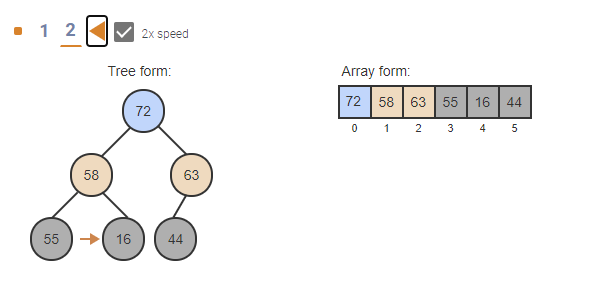 1 2 2x speed
Tree form:
72
58 63
55 16 44
Array form:
72 58 63 55 16 44
0 1 2 3 4 5